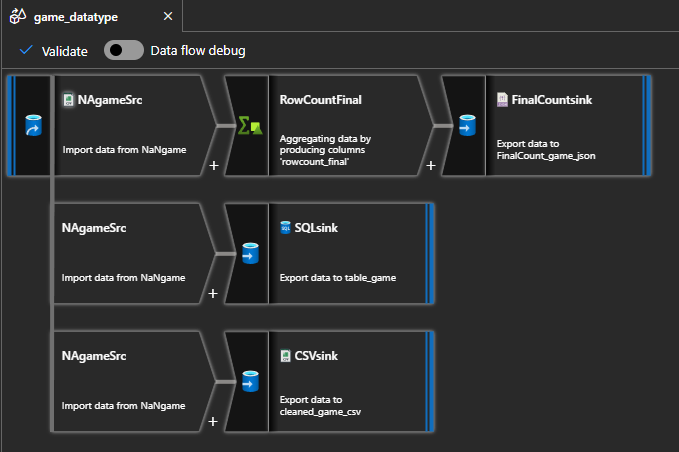 game_datatype
Validate
Data flow debug
NAgameSrc
Import data from NaNgame
+
RowCountFinal
Aggregating data by
producing columns
'rowcount_final'
+
FinalCountsink
Export data to
FinalCount_game_json
NAgameSrc
Import data from NaNgame
+
SQL
SQLsink
Export data to table_game
NAgameSrc
Import data from NaNgame
+
CSVsink
Export data to
cleaned_game_csv